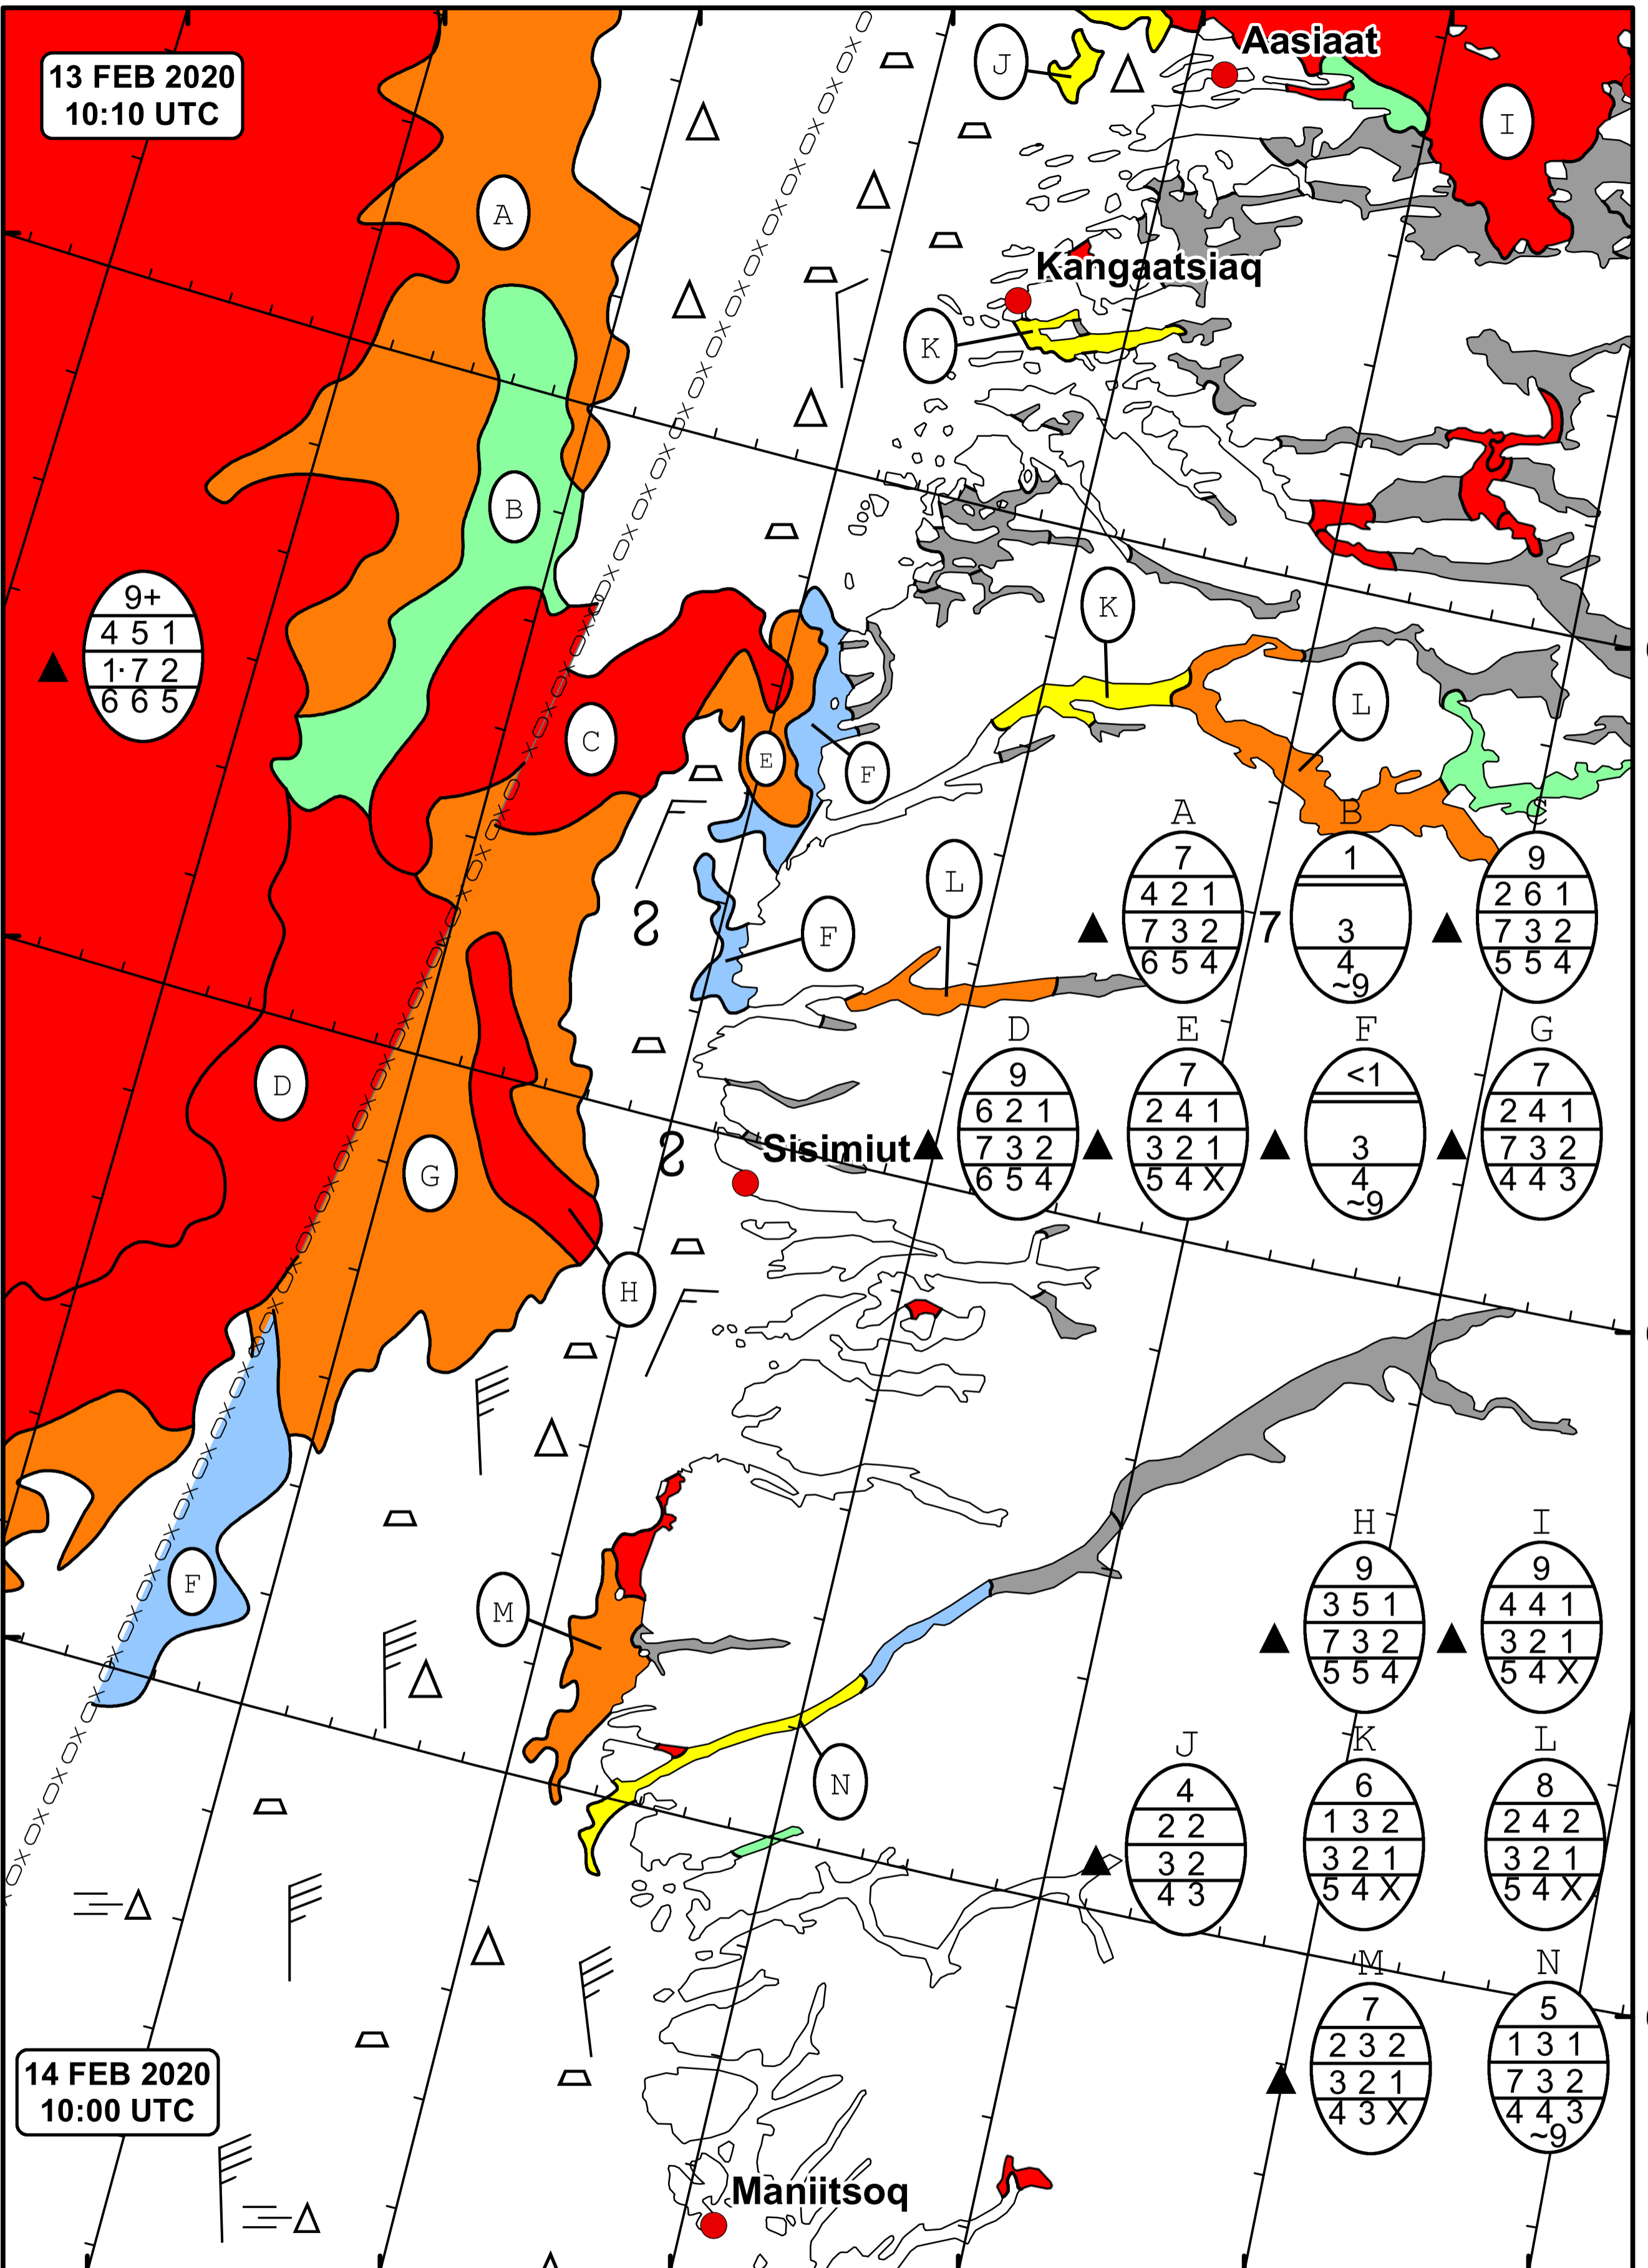 Aasiaat
13 FEB 2020
10:10 UTC
J
I
A
Kangaatsiaq
K
B
9+
4 5 1
1·7 2
6 6 5
K
L
C
E
F
A
7
4 2 1
7 3 2
6 5 4
7
B
1
3
4
~9
C
9
2 6 1
7 3 2
5 5 4
L
F
D
9
6 2 1
7 3 2
6 5 4
E
7
2 4 1
3 2 1
5 4 X
F
<1
3
4
~9
G
7
2 4 1
7 3 2
4 4 3
D
Sisimiut
G
H
H
9
3 5 1
7 3 2
5 5 4
I
9
4 4 1
3 2 1
5 4 X
F
M
N
J
4
2 2
3 2
4 3
K
6
1 3 2
3 2 1
5 4 X
L
8
2 4 2
3 2 1
5 4 X
M
7
2 3 2
3 2 1
4 3 X
N
5
1 3 1
7 3 2
4 4 3
~9
14 FEB 2020
10:00 UTC
Maniitsoq